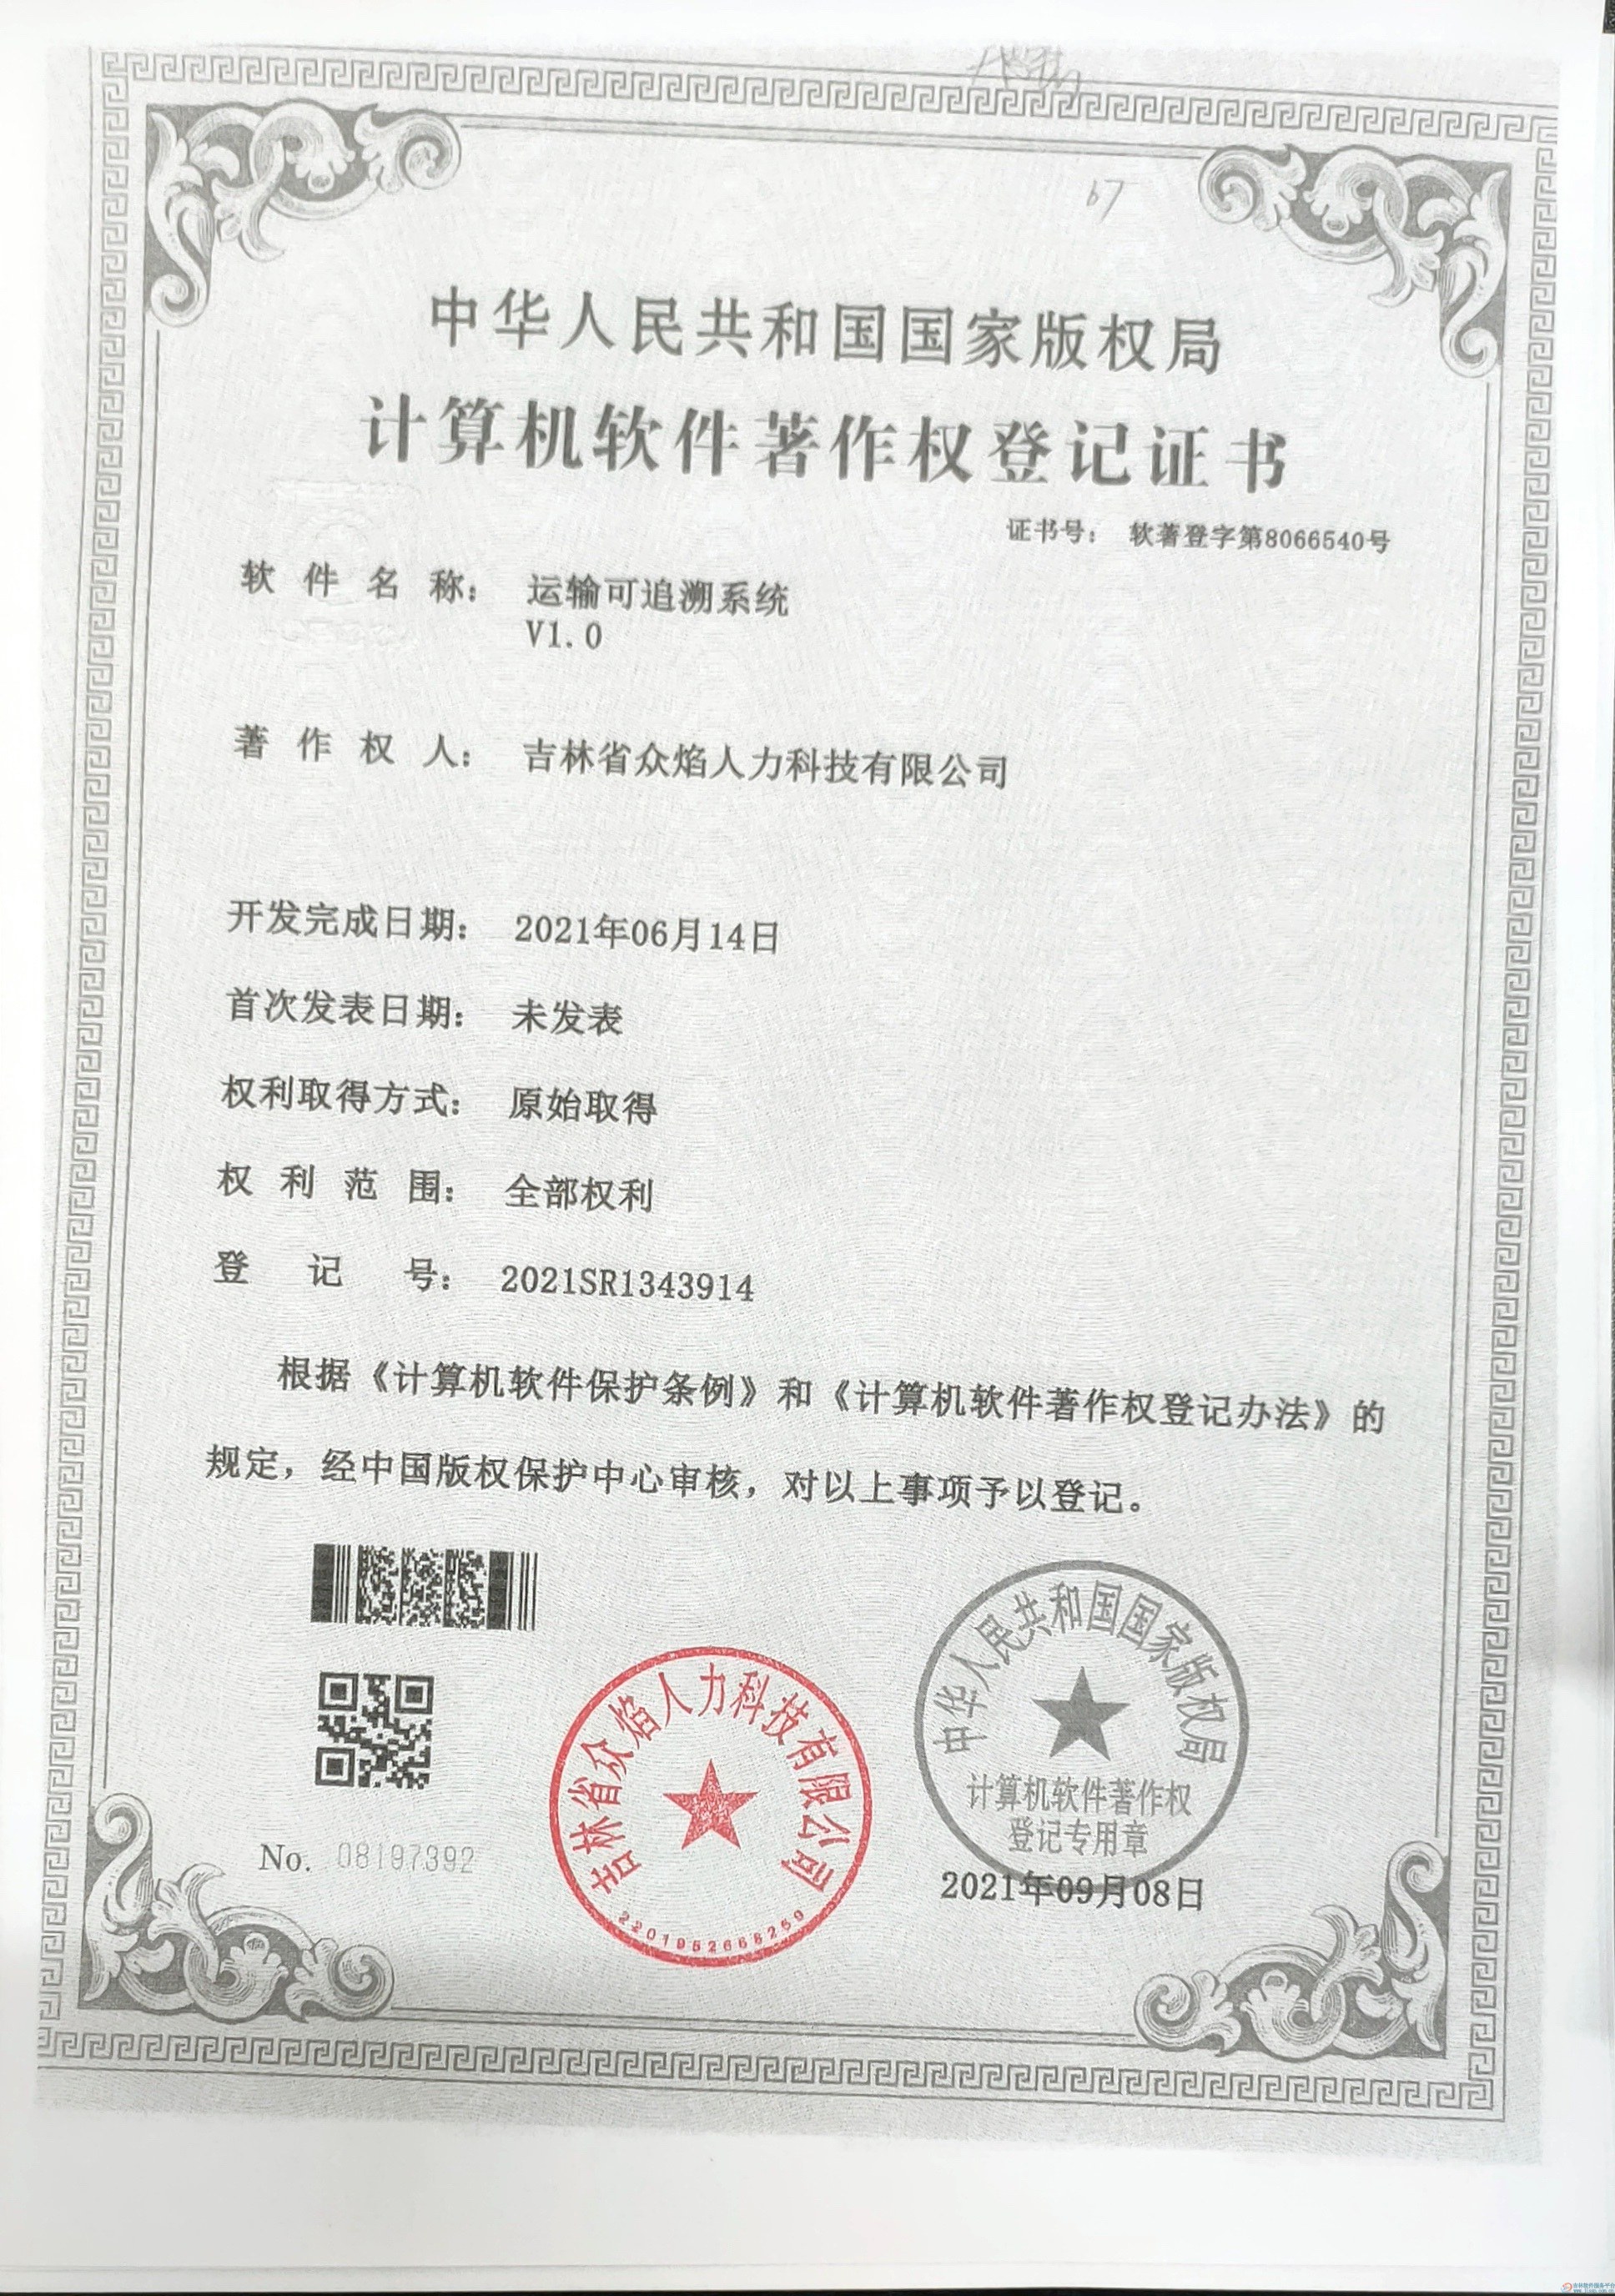 67
中华人民共和国国家版权局
计算机软件著作权登记证书
证书号： 软著登字第8066540号
软件名称： 运输可追溯系统
V1.0
著作权人： 吉林省众焰人力科技有限公司
开发完成日期： 2021年06月14日
首次发表日期： 未发表
权利取得方式： 原始取得
权利范围： 全部权利
登记号： 2021SR1343914
根据《计算机软件保护条例》和《计算机软件著作权登记办法》的
规定，经中国版权保护中心审核，对以上事项予以登记。
No. 08197392
吉林省众焰人力科技有限公司
2201952668259
中华人民共和国国家版权局
计算机软件著作权
登记专用章
2021年09月08日